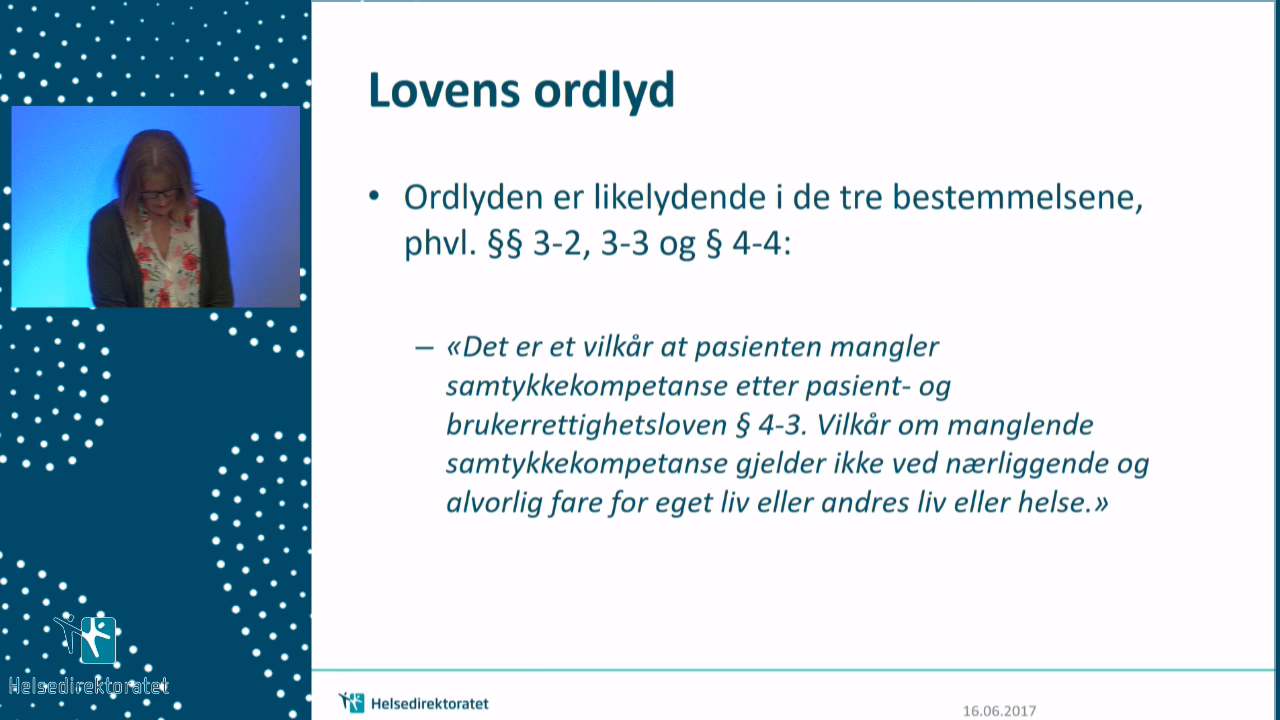 Lovens ordlyd
• Ordlyden er likelydende i de tre bestemmelsene,
phvl. §§ 3-2, 3-3 og § 4-4:
– «Det er et vilkår at pasienten mangler
samtykkekompetanse etter pasient- og
brukerrettighetsloven § 4-3. Vilkår om manglende
samtykkekompetanse gjelder ikke ved nærliggende og
alvorlig fare for eget liv eller andres liv eller helse.»
Helsedirektoratet
Helsedirektoratet
16.06.2017